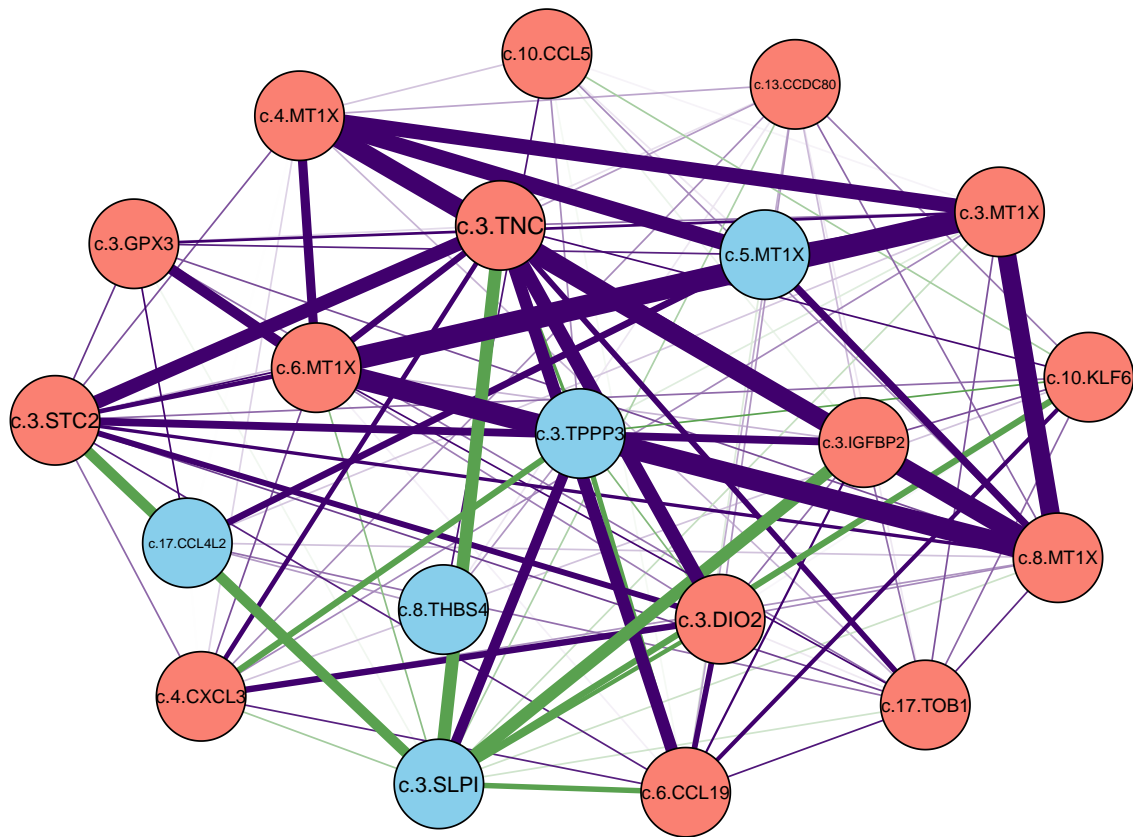 c.10.CCL5
c.13.CCDC80
c.4.MT1X
c.3.MT1X
c.3.TNC
c.3.GPX3
c.5.MT1X
c.6.MT1X
c.10.KLF6
c.3.STC2
c.3.TPPP3
c.3.IGFBP2
c.17.CCL4L2
c.8.MT1X
c.8.THBS4
c.3.DIO2
c.4.CXCL3
c.17.TOB1
c.3.SLPI
c.6.CCL19